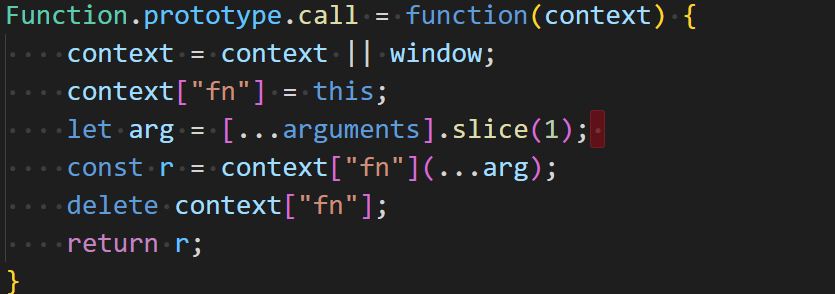 Function.prototype.call = function(context) {
    context = context || window;
    context["fn"] = this;
    let arg = [...arguments].slice(1); 
    const r = context["fn"](...arg);
    delete context["fn"];
    return r;
}